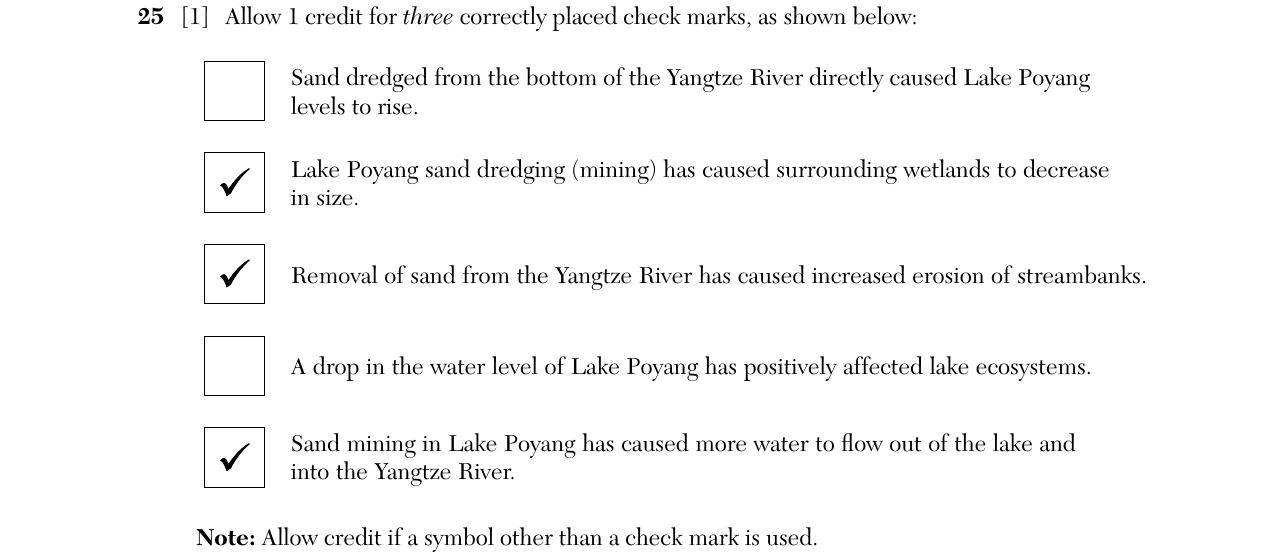 25 [1] Allow 1 credit for three correctly placed check marks, as shown below:
Sand dredged from the bottom of the Yangtze River directly caused Lake Poyang
levels to rise.
✓ Lake Poyang sand dredging (mining) has caused surrounding wetlands to decrease
in size.
✓ Removal of sand from the Yangtze River has caused increased erosion of streambanks.
A drop in the water level of Lake Poyang has positively affected lake ecosystems.
✓ Sand mining in Lake Poyang has caused more water to flow out of the lake and
into the Yangtze River.
Note: Allow credit if a symbol other than a check mark is used.